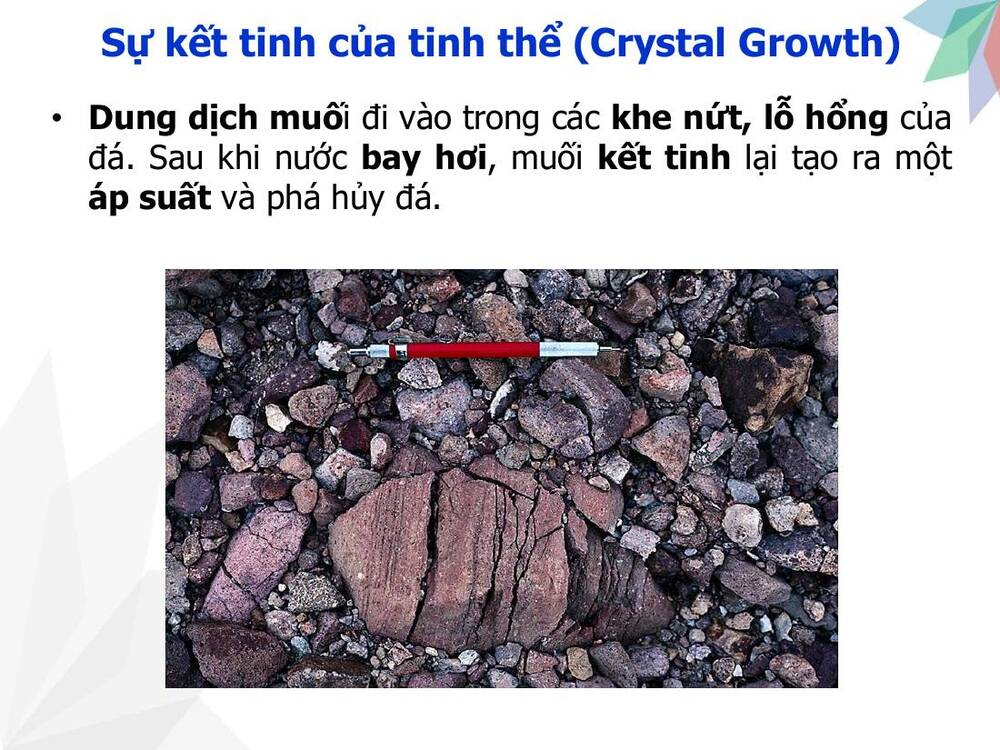 Sự kết tinh của tinh thể (Crystal Growth)
• Dung dịch muối đi vào trong các khe nứt, lỗ hổng của
đá. Sau khi nước bay hơi, muối kết tinh lại tạo ra một
áp suất và phá hủy đá.